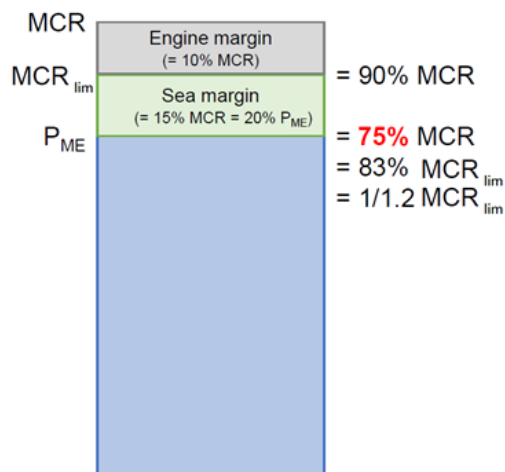 MCR
Engine margin
(= 10% MCR)
MCR lim
= 90% MCR
Sea margin
(= 15% MCR = 20% PME)
PME
= 75% MCR
= 83% MCR lim
= 1/1.2 MCR lim